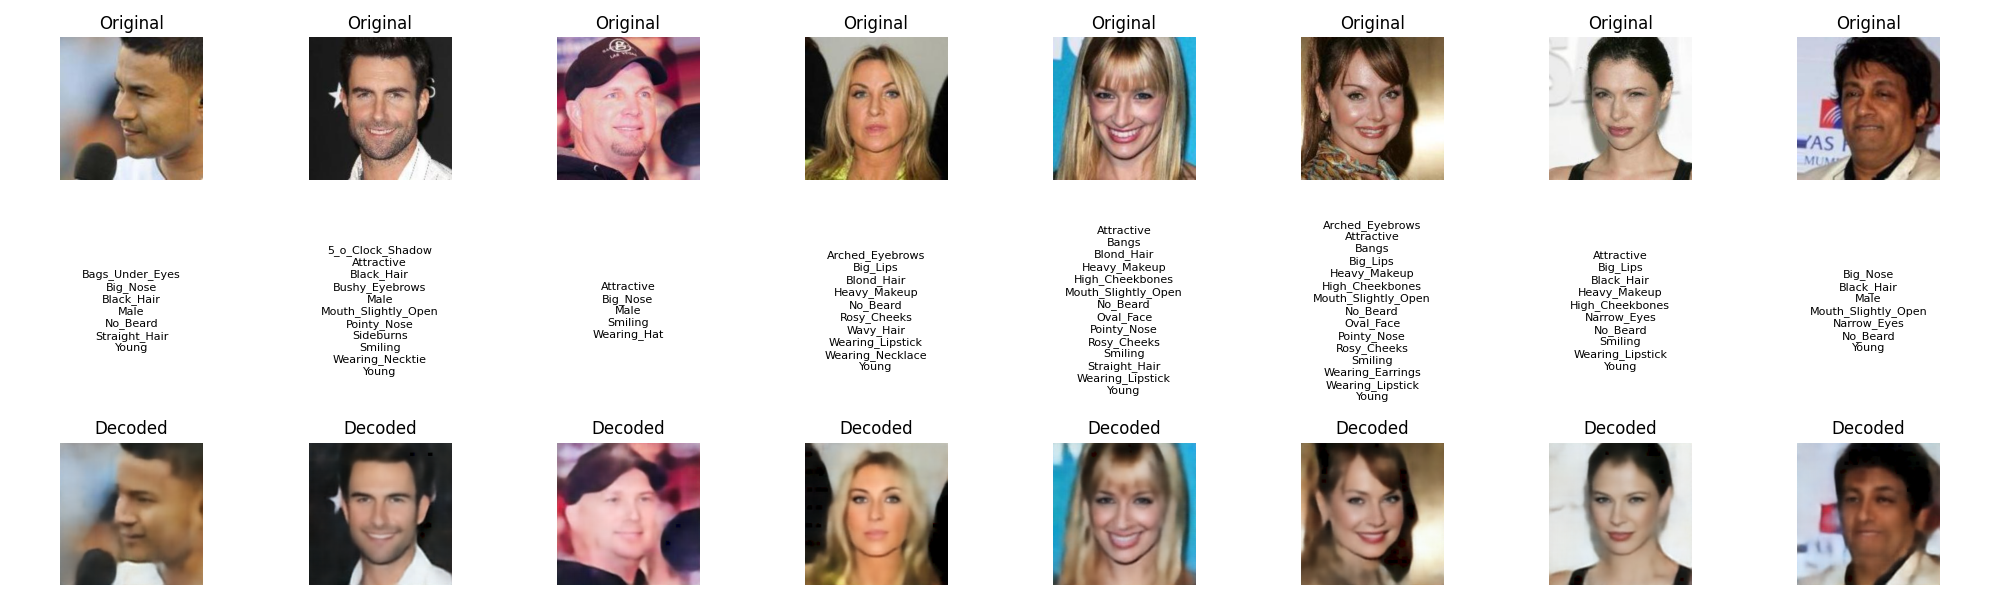 Original
Original
Original
Original
Original
Original
Original
Original
B
LAS VEGAS
S
YAS
MUM
Bags_Under_Eyes
Big_Nose
Black_Hair
Male
No_Beard
Straight_Hair
Young
5_o_Clock_Shadow
Attractive
Black_Hair
Bushy_Eyebrows
Male
Mouth_Slightly_Open
Pointy_Nose
Sideburns
Smiling
Wearing_Necktie
Young
Attractive
Big_Nose
Male
Smiling
Wearing_Hat
Arched_Eyebrows
Big_Lips
Blond_Hair
Heavy_Makeup
No_Beard
Rosy_Cheeks
Wavy_Hair
Wearing_Lipstick
Wearing_Necklace
Young
Attractive
Bangs
Blond_Hair
Heavy_Makeup
High_Cheekbones
Mouth_Slightly_Open
No_Beard
Oval_Face
Pointy_Nose
Rosy_Cheeks
Smiling
Straight_Hair
Wearing_Lipstick
Young
Arched_Eyebrows
Attractive
Bangs
Big_Lips
Heavy_Makeup
High_Cheekbones
Mouth_Slightly_Open
No_Beard
Oval_Face
Pointy_Nose
Rosy_Cheeks
Smiling
Wearing_Earrings
Wearing_Lipstick
Young
Attractive
Big_Lips
Black_Hair
Heavy_Makeup
High_Cheekbones
Narrow_Eyes
No_Beard
Smiling
Wearing_Lipstick
Young
Big_Nose
Black_Hair
Male
Mouth_Slightly_Open
Narrow_Eyes
No_Beard
Young
Decoded
Decoded
Decoded
Decoded
Decoded
Decoded
Decoded
Decoded